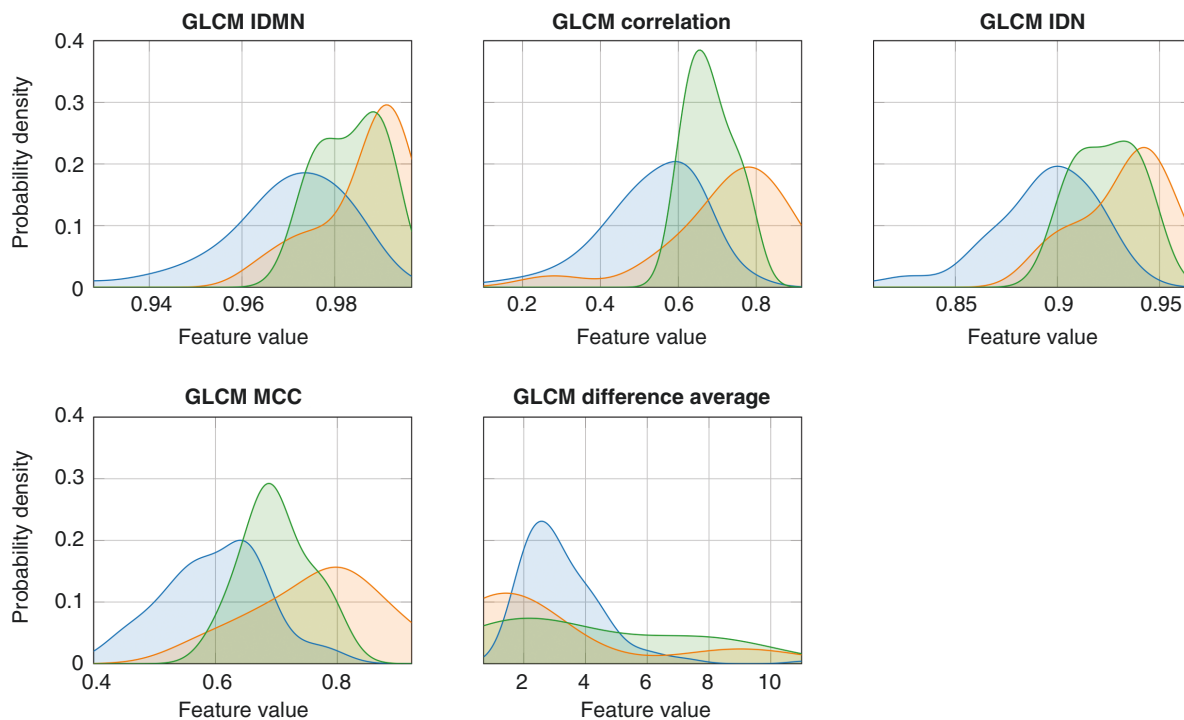 GLCM IDMN
GLCM correlation
GLCM IDN
Probability density
0.4
0.3
0.2
0.1
0
0.94
0.96
0.98
0.2
0.4
0.6
0.8
0.85
0.9
0.95
Feature value
Feature value
Feature value
GLCM MCC
GLCM difference average
Probability density
0.4
0.3
0.2
0.1
0
0.4
0.6
0.8
2
4
6
8
10
Feature value
Feature value